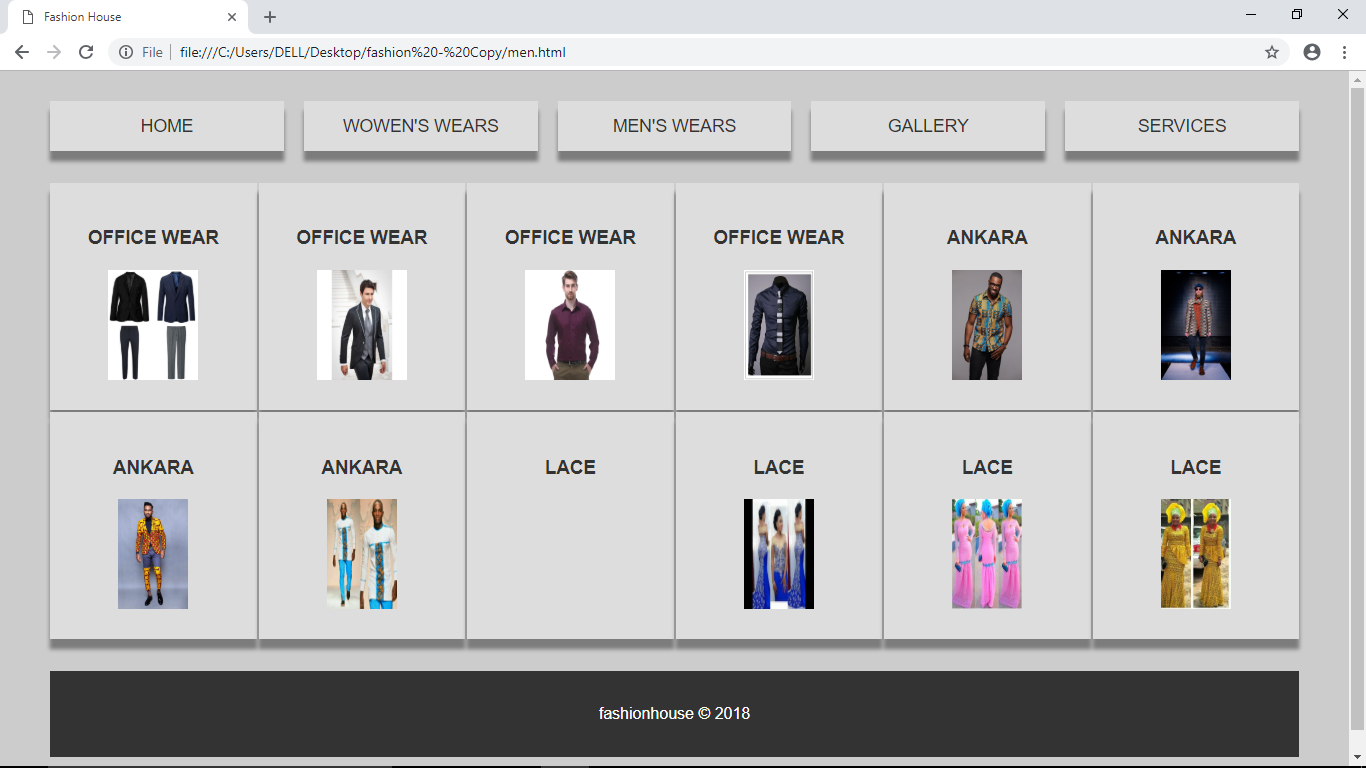 Fashion House
File
file:///C:/Users/DELL/Desktop/fashion%20-%20Copy/men.html
HOME
WOWEN'S WEARS
MEN'S WEARS
GALLERY
SERVICES
OFFICE WEAR
OFFICE WEAR
OFFICE WEAR
OFFICE WEAR
ANKARA
ANKARA
ANKARA
ANKARA
LACE
LACE
LACE
LACE
fashionhouse © 2018